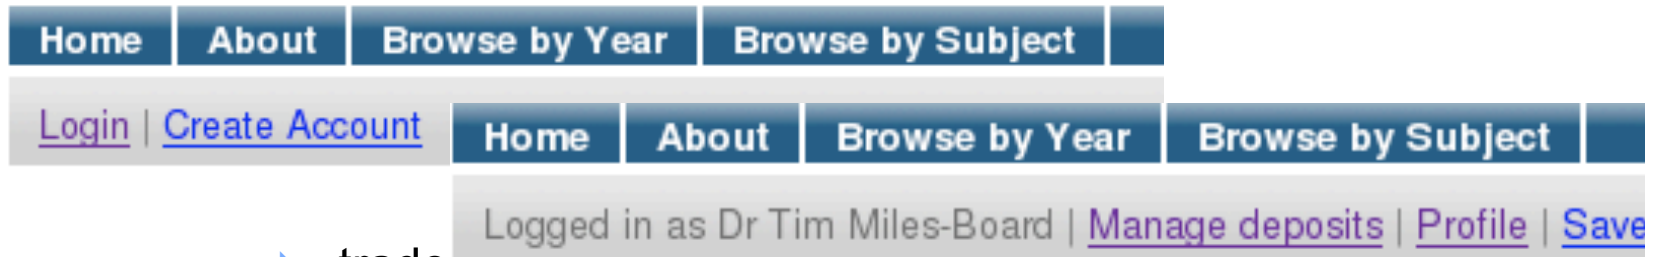 Home About Browse by Year Browse by Subject
Login | Create Account
Home About Browse by Year Browse by Subject
Logged in as Dr Tim Miles-Board | Manage deposits | Profile | Save